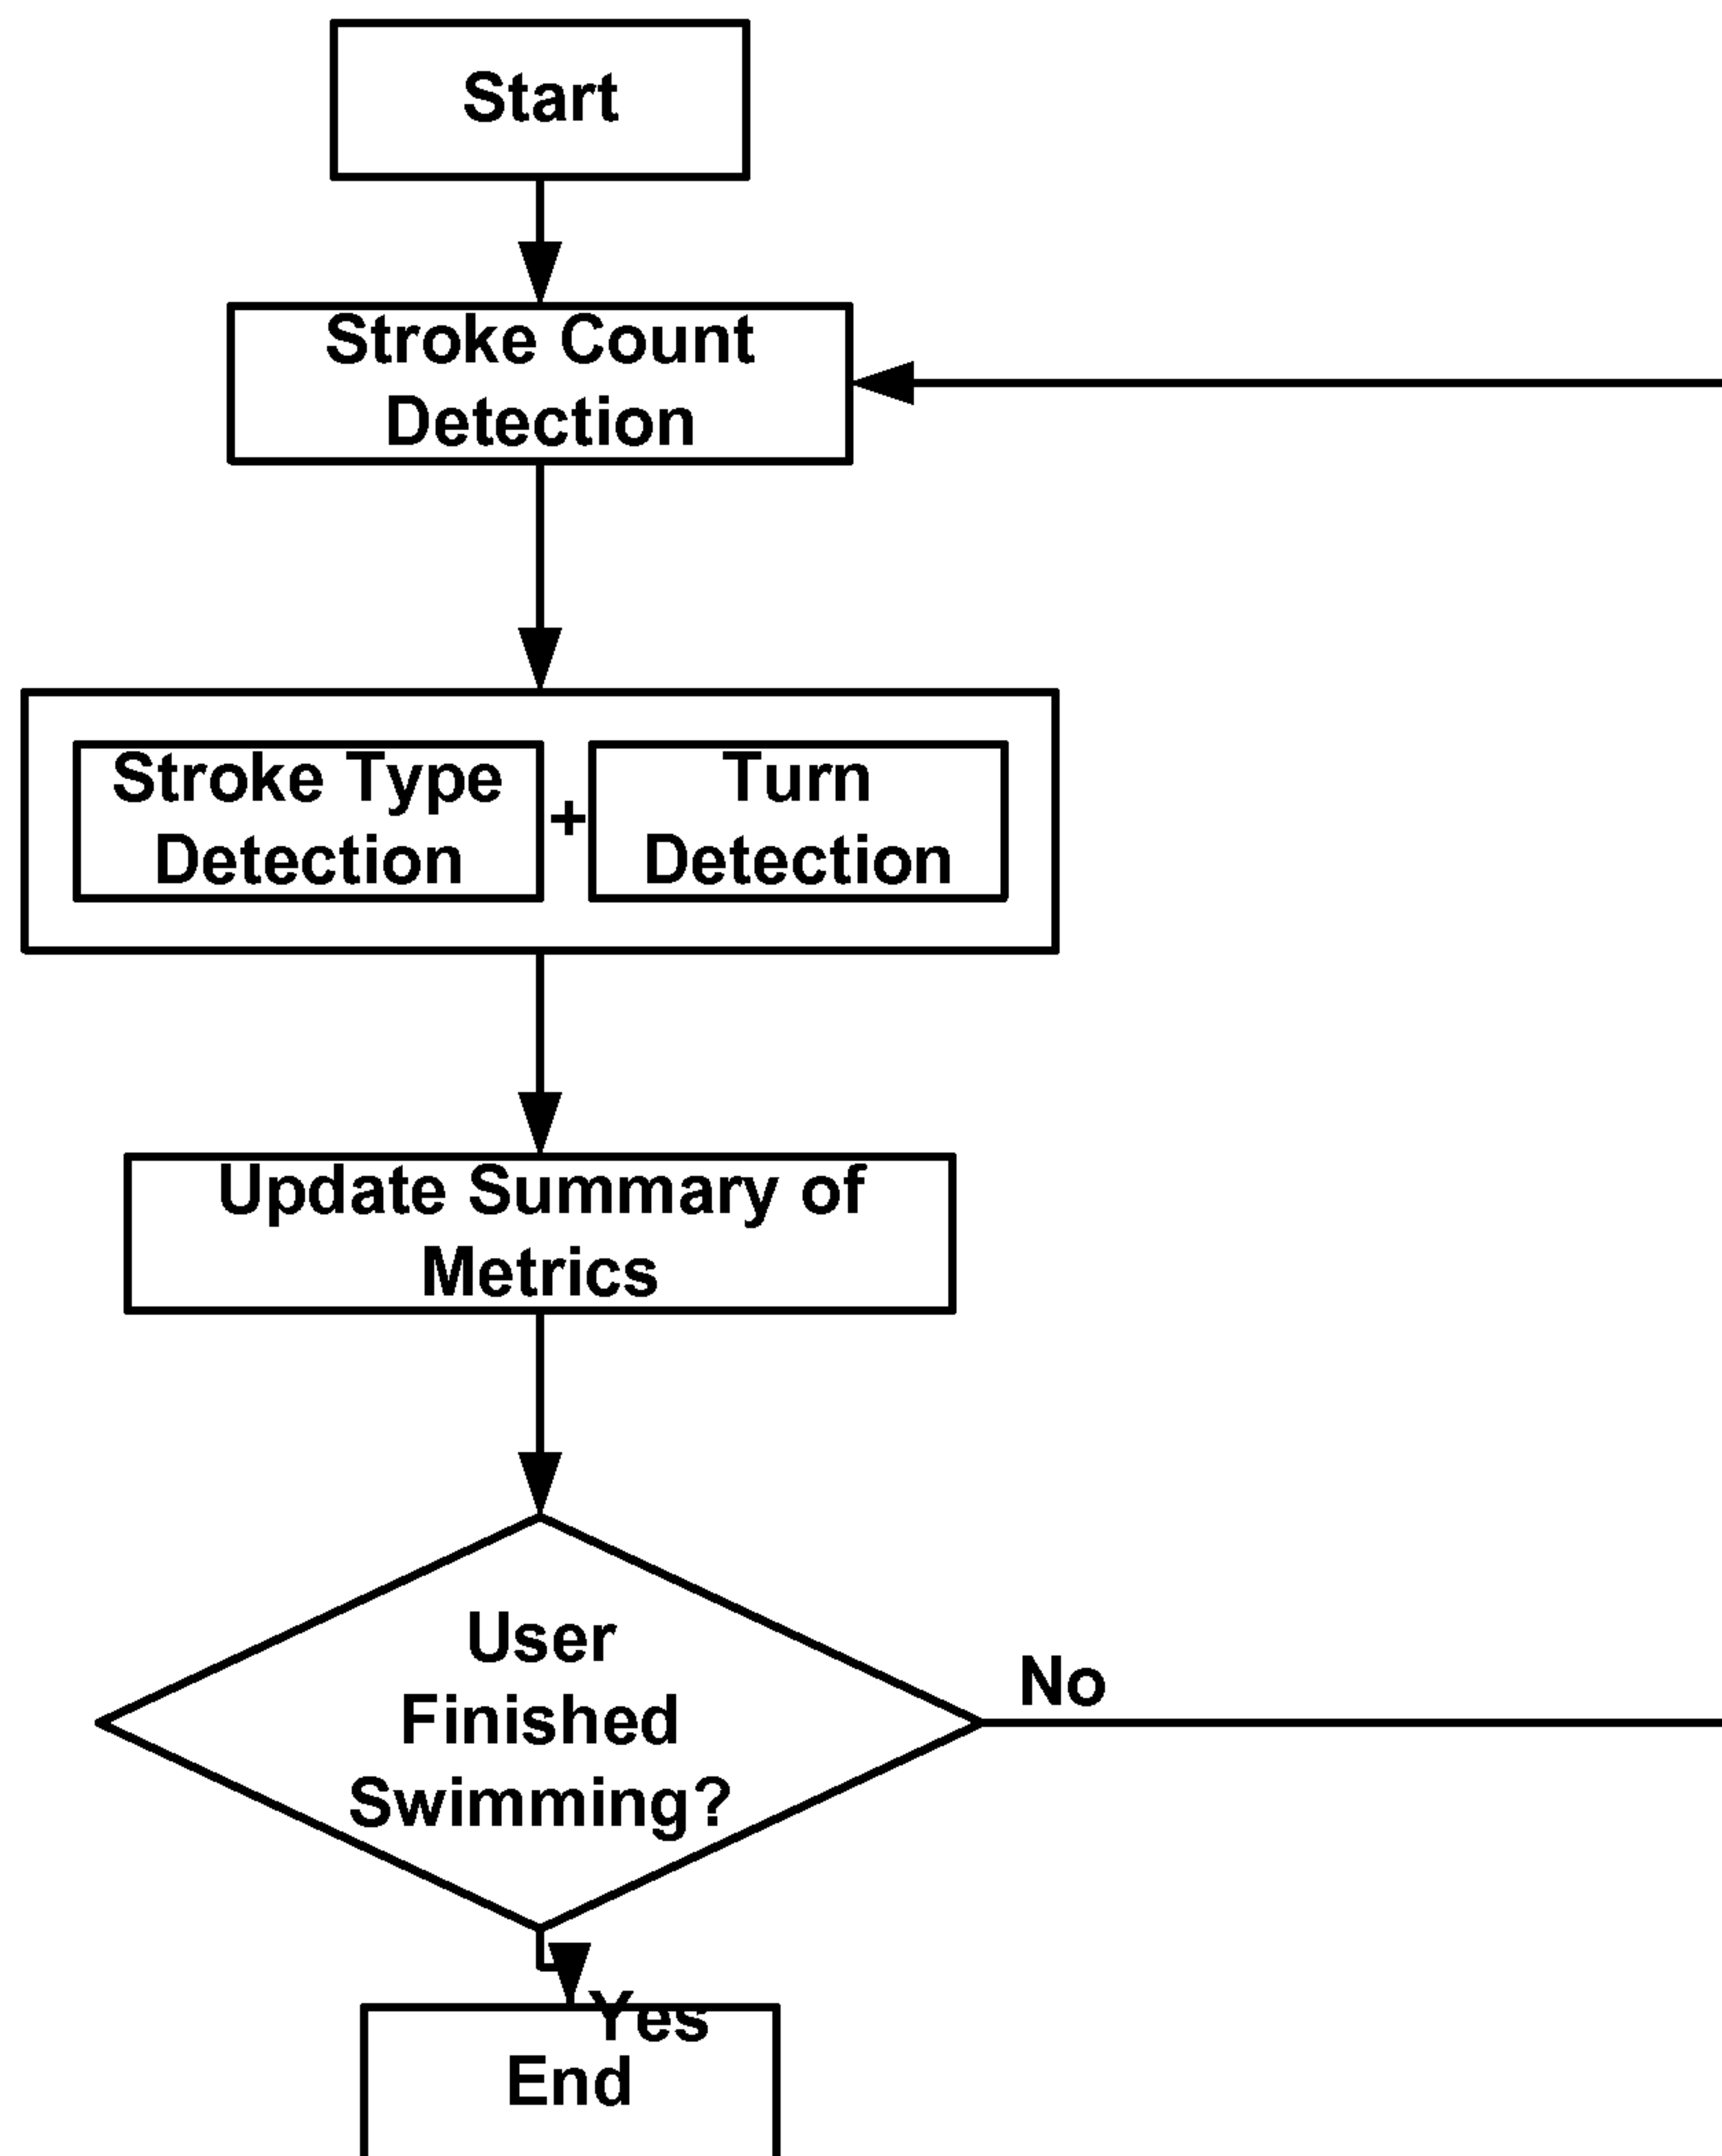 Start
Stroke Count
Detection
Stroke Type
Detection
+
Turn
Detection
Update Summary of
Metrics
User
Finished
Swimming?
No
Yes
End